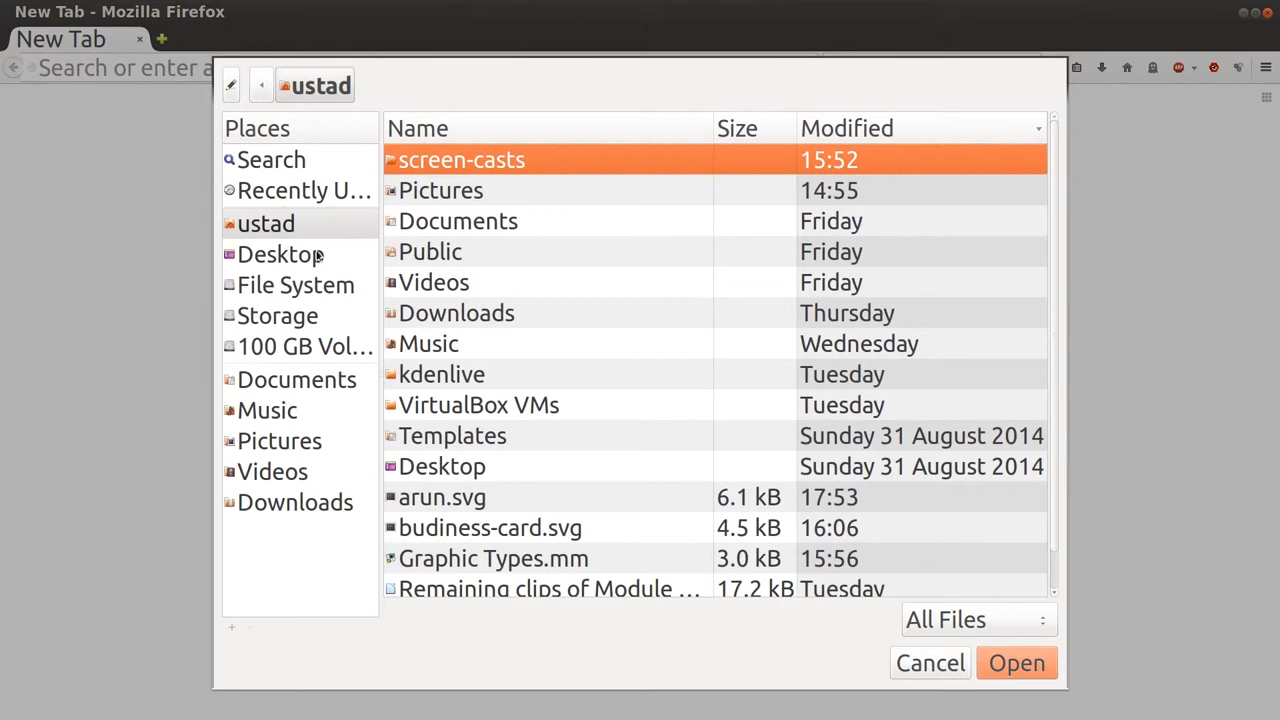 New Tab - Mozilla Firefox
New Tab
Search or enter a
ustad
Places
Search
Recently U...
ustad
Desktop
File System
Storage
100 GB Vol...
Documents
Music
Pictures
Videos
Downloads
Name Size Modified
screen-casts 15:52
Pictures 14:55
Documents Friday
Public Friday
Videos Friday
Downloads Thursday
Music Wednesday
kdenlive Tuesday
VirtualBox VMs Tuesday
Templates Sunday 31 August 2014
Desktop Sunday 31 August 2014
arun.svg 6.1 kB 17:53
budiness-card.svg 4.5 kB 16:06
Graphic Types.mm 3.0 kB 15:56
Remaining clips of Module ... 17.2 kB Tuesday
All Files
Cancel Open